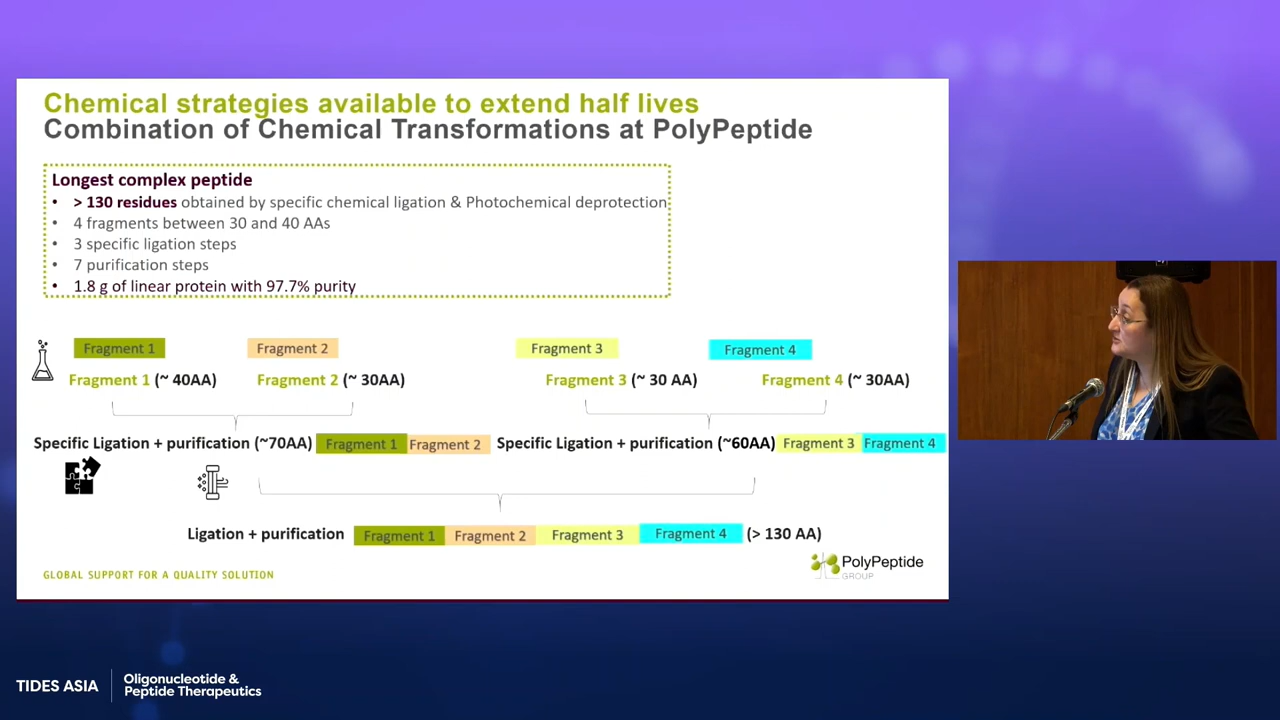 Chemical strategies available to extend half lives
Combination of Chemical Transformations at PolyPeptide
Longest complex peptide
• > 130 residues obtained by specific chemical ligation & Photochemical deprotection
• 4 fragments between 30 and 40 AAs
• 3 specific ligation steps
• 7 purification steps
• 1.8 g of linear protein with 97.7% purity
Fragment 1 Fragment 2 Fragment 3 Fragment 4
Fragment 1 (~ 40AA) Fragment 2 (~ 30AA) Fragment 3 (~ 30 AA) Fragment 4 (~ 30AA)
Specific Ligation + purification (~70AA) Fragment 1 Fragment 2 Specific Ligation + purification (~60AA) Fragment 3 Fragment 4
Ligation + purification Fragment 1 Fragment 2 Fragment 3 Fragment 4 (> 130 AA)
GLOBAL SUPPORT FOR A QUALITY SOLUTION
PolyPeptide
GROUP
TIDES ASIA
Oligonucleotide &
Peptide Therapeutics